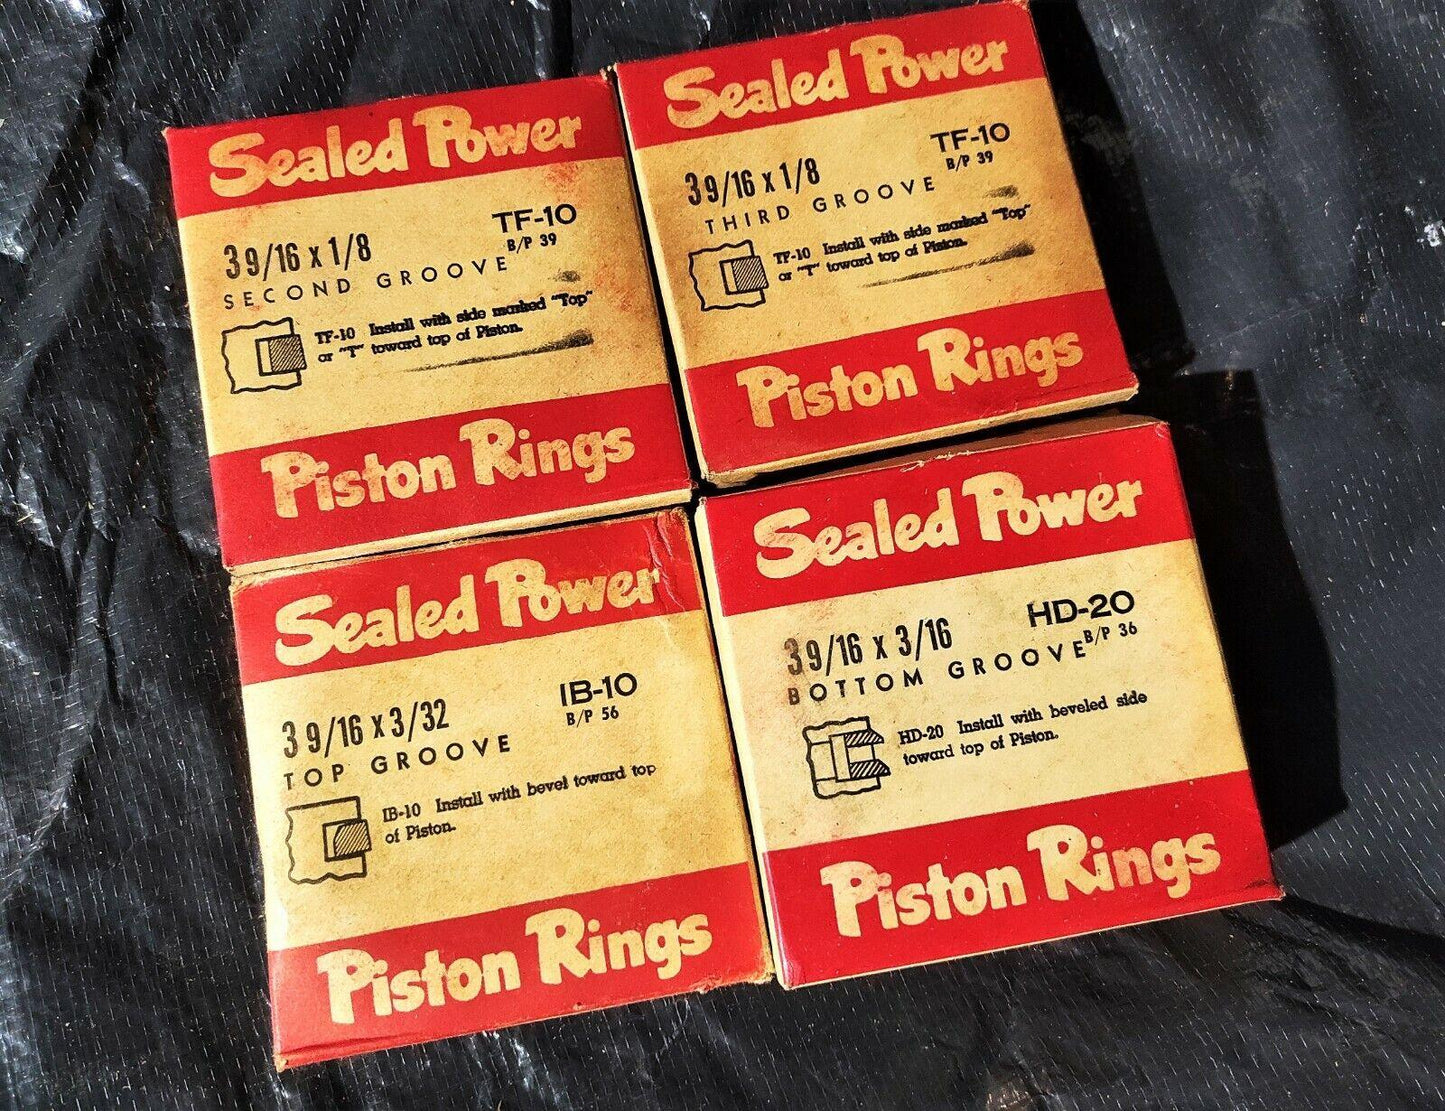 Sealed Power
3 9/16 x 1/8
TF-10
SECOND GROOVE
B/P 39
TF-10 Install with side marked "Top"
or "T" toward top of Piston.
Piston Rings
Sealed Power
3 9/16 x 1/8
TF-10
THIRD GROOVE
B/P 39
TF-10 Install with side marked "Top"
or "T" toward top of Piston.
Piston Rings
Sealed Power
3 9/16 x 3/32
IB-10
TOP GROOVE
B/P 56
IB-10 Install with bevel toward top
of Piston.
Piston Rings
Sealed Power
3 9/16 x 3/16
HD-20
BOTTOM GROOVE
B/P 36
HD-20 Install with beveled side
toward top of Piston.
Piston Rings